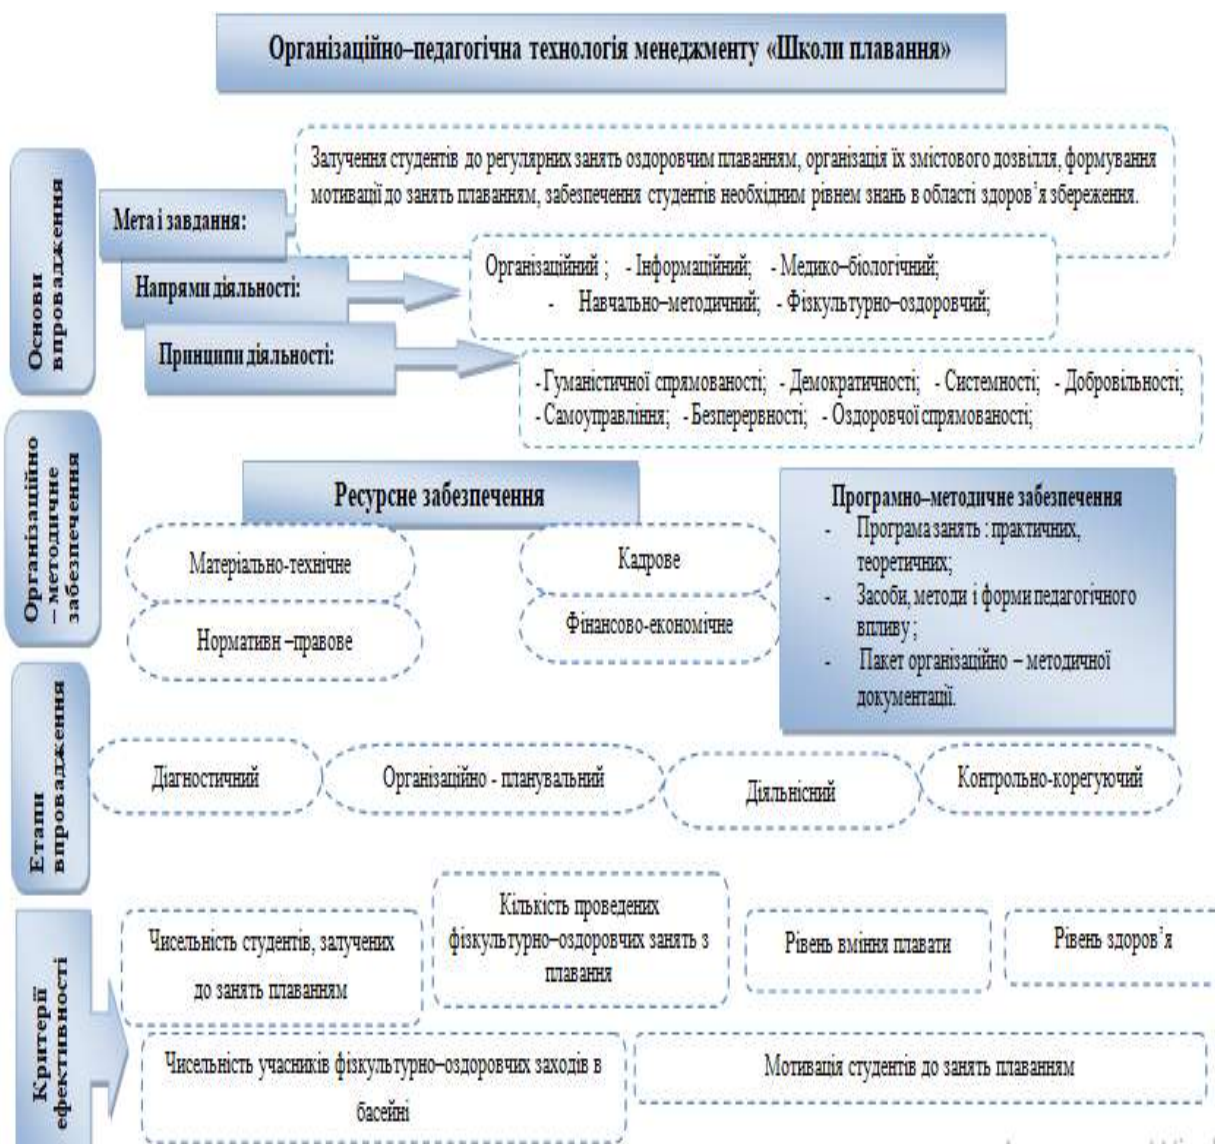 Організаційно–педагогічна технологія менеджменту «Школи плавання»
Основи
впровадження
Мета і завдання:
Залучення студентів до регулярних занять оздоровчим плаванням, організація їх змістового дозвілля, формування
мотивації до занять плаванням, забезпечення студентів необхідним рівнем знань в області здоров’я збереження.
Напрями діяльності:
Організаційний ; - Інформаційний; - Медико–біологічний;
- Навчально–методичний; - Фізкультурно–оздоровчий;
Принципи діяльності:
- Гуманістичної спрямованості; - Демократичності; - Системності; - Добровільності;
- Самоуправління; - Безперервності; - Оздоровчої спрямованості;
Організаційно
– методичне
забезпечення
Ресурсне забезпечення
Матеріально-технічне
Кадрове
Нормативн –правове
Фінансово-економічне
Програмно–методичне забезпечення
- Програма занять : практичних,
теоретичних;
- Засоби, методи і форми педагогічного
впливу ;
- Пакет організаційно – методичної
документації.
Етапи
впровадження
Діагностичний
Організаційно - планувальний
Діяльнісний
Контрольно-корегуючий
Критерії
ефективності
Чисельність студентів, залучених
до занять плаванням
Кількість проведених
фізкультурно–оздоровчих занять з
плавання
Рівень вміння плавати
Рівень здоров’я
Чисельність учасників фізкультурно–оздоровчих заходів в
басейні
Мотивація студентів до занять плаванням